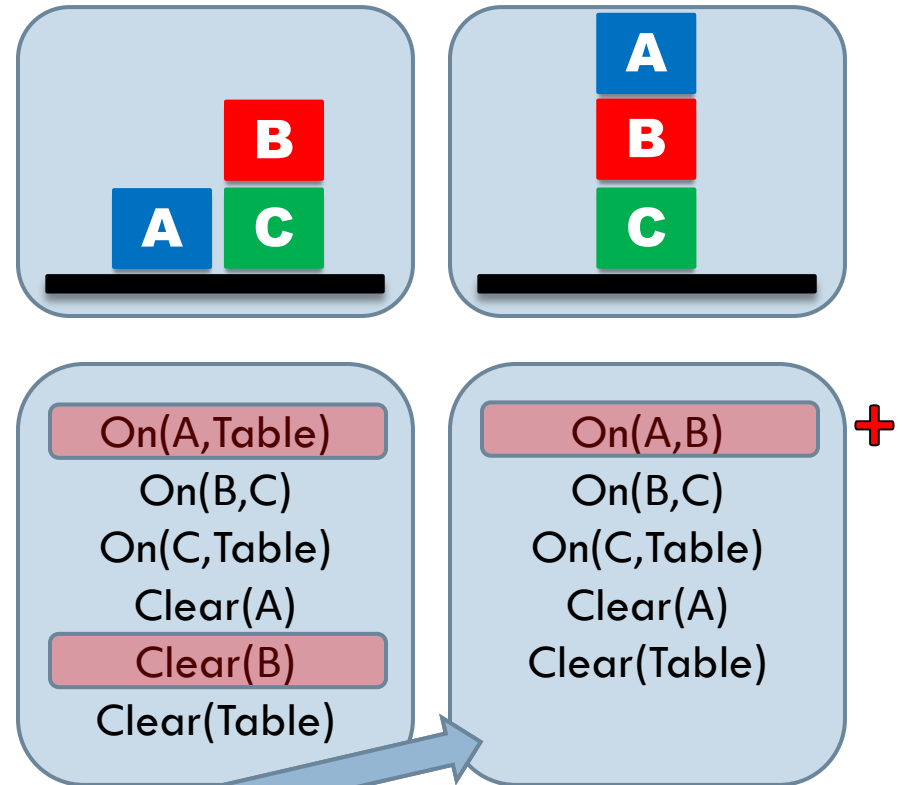 B
A C
A
B
C
On(A,Table)
On(B,C)
On(C,Table)
Clear(A)
Clear(B)
Clear(Table)
On(A,B)
On(B,C)
On(C,Table)
Clear(A)
Clear(Table)